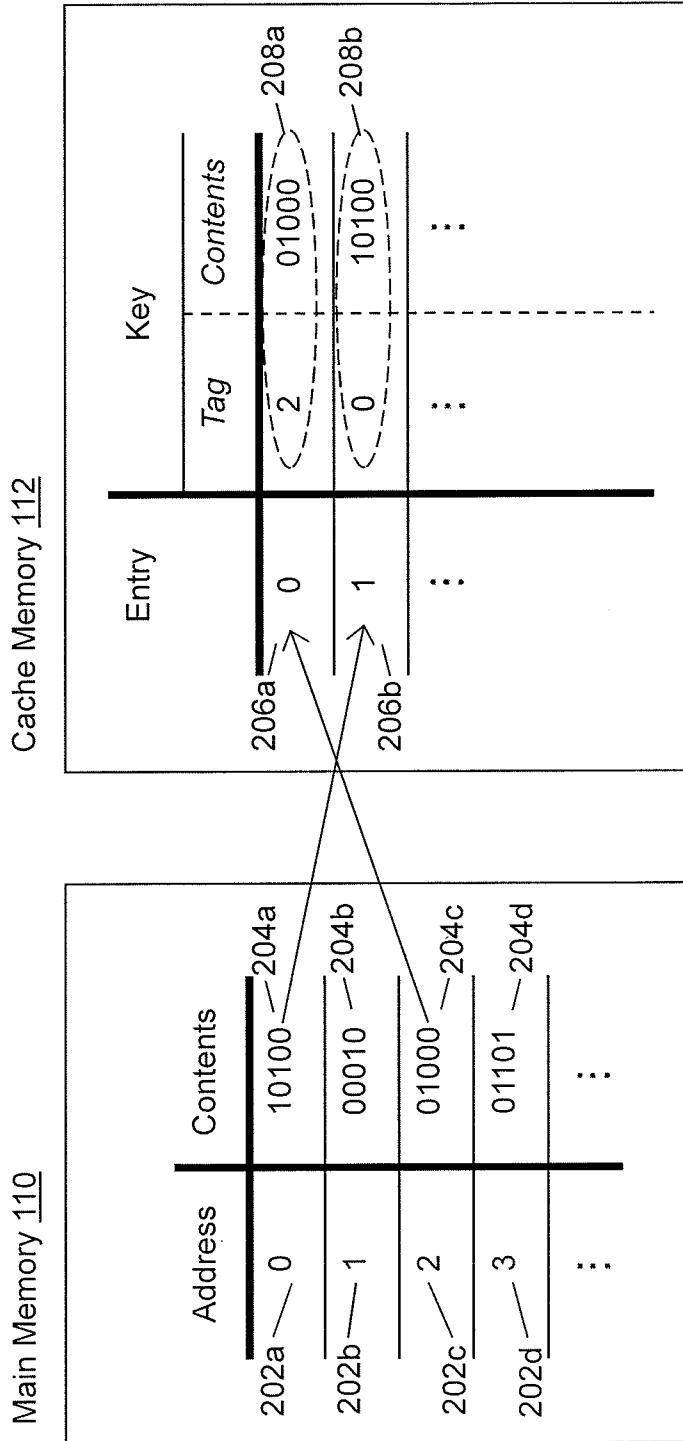 Main Memory 110
Address Contents
202a 0 10100 204a
202b 1 00010 204b
202c 2 01000 204c
202d 3 01101 204d
... ...
Cache Memory 112
Entry Key
Tag Contents
206a 0 2 01000 208a
206b 1 0 10100 208b
... ... ...